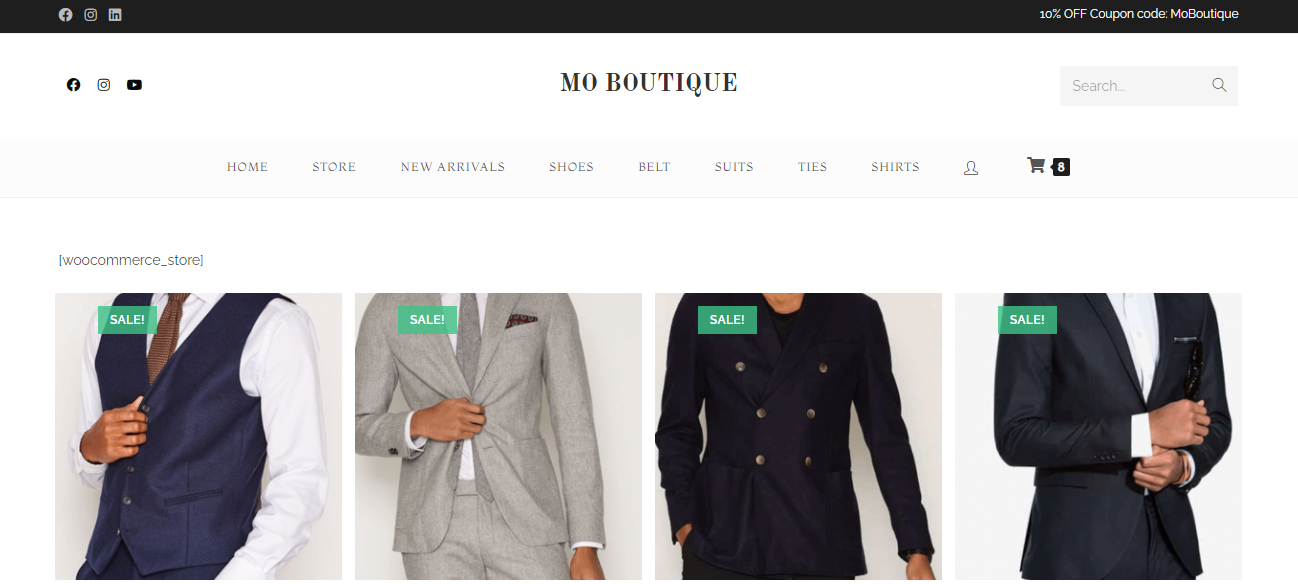 10% OFF Coupon code: MoBoutique
MO BOUTIQUE
Search...
HOME STORE NEW ARRIVALS SHOES BELT SUITS TIES SHIRTS 8
[woocommerce_store]
SALE! SALE! SALE! SALE!